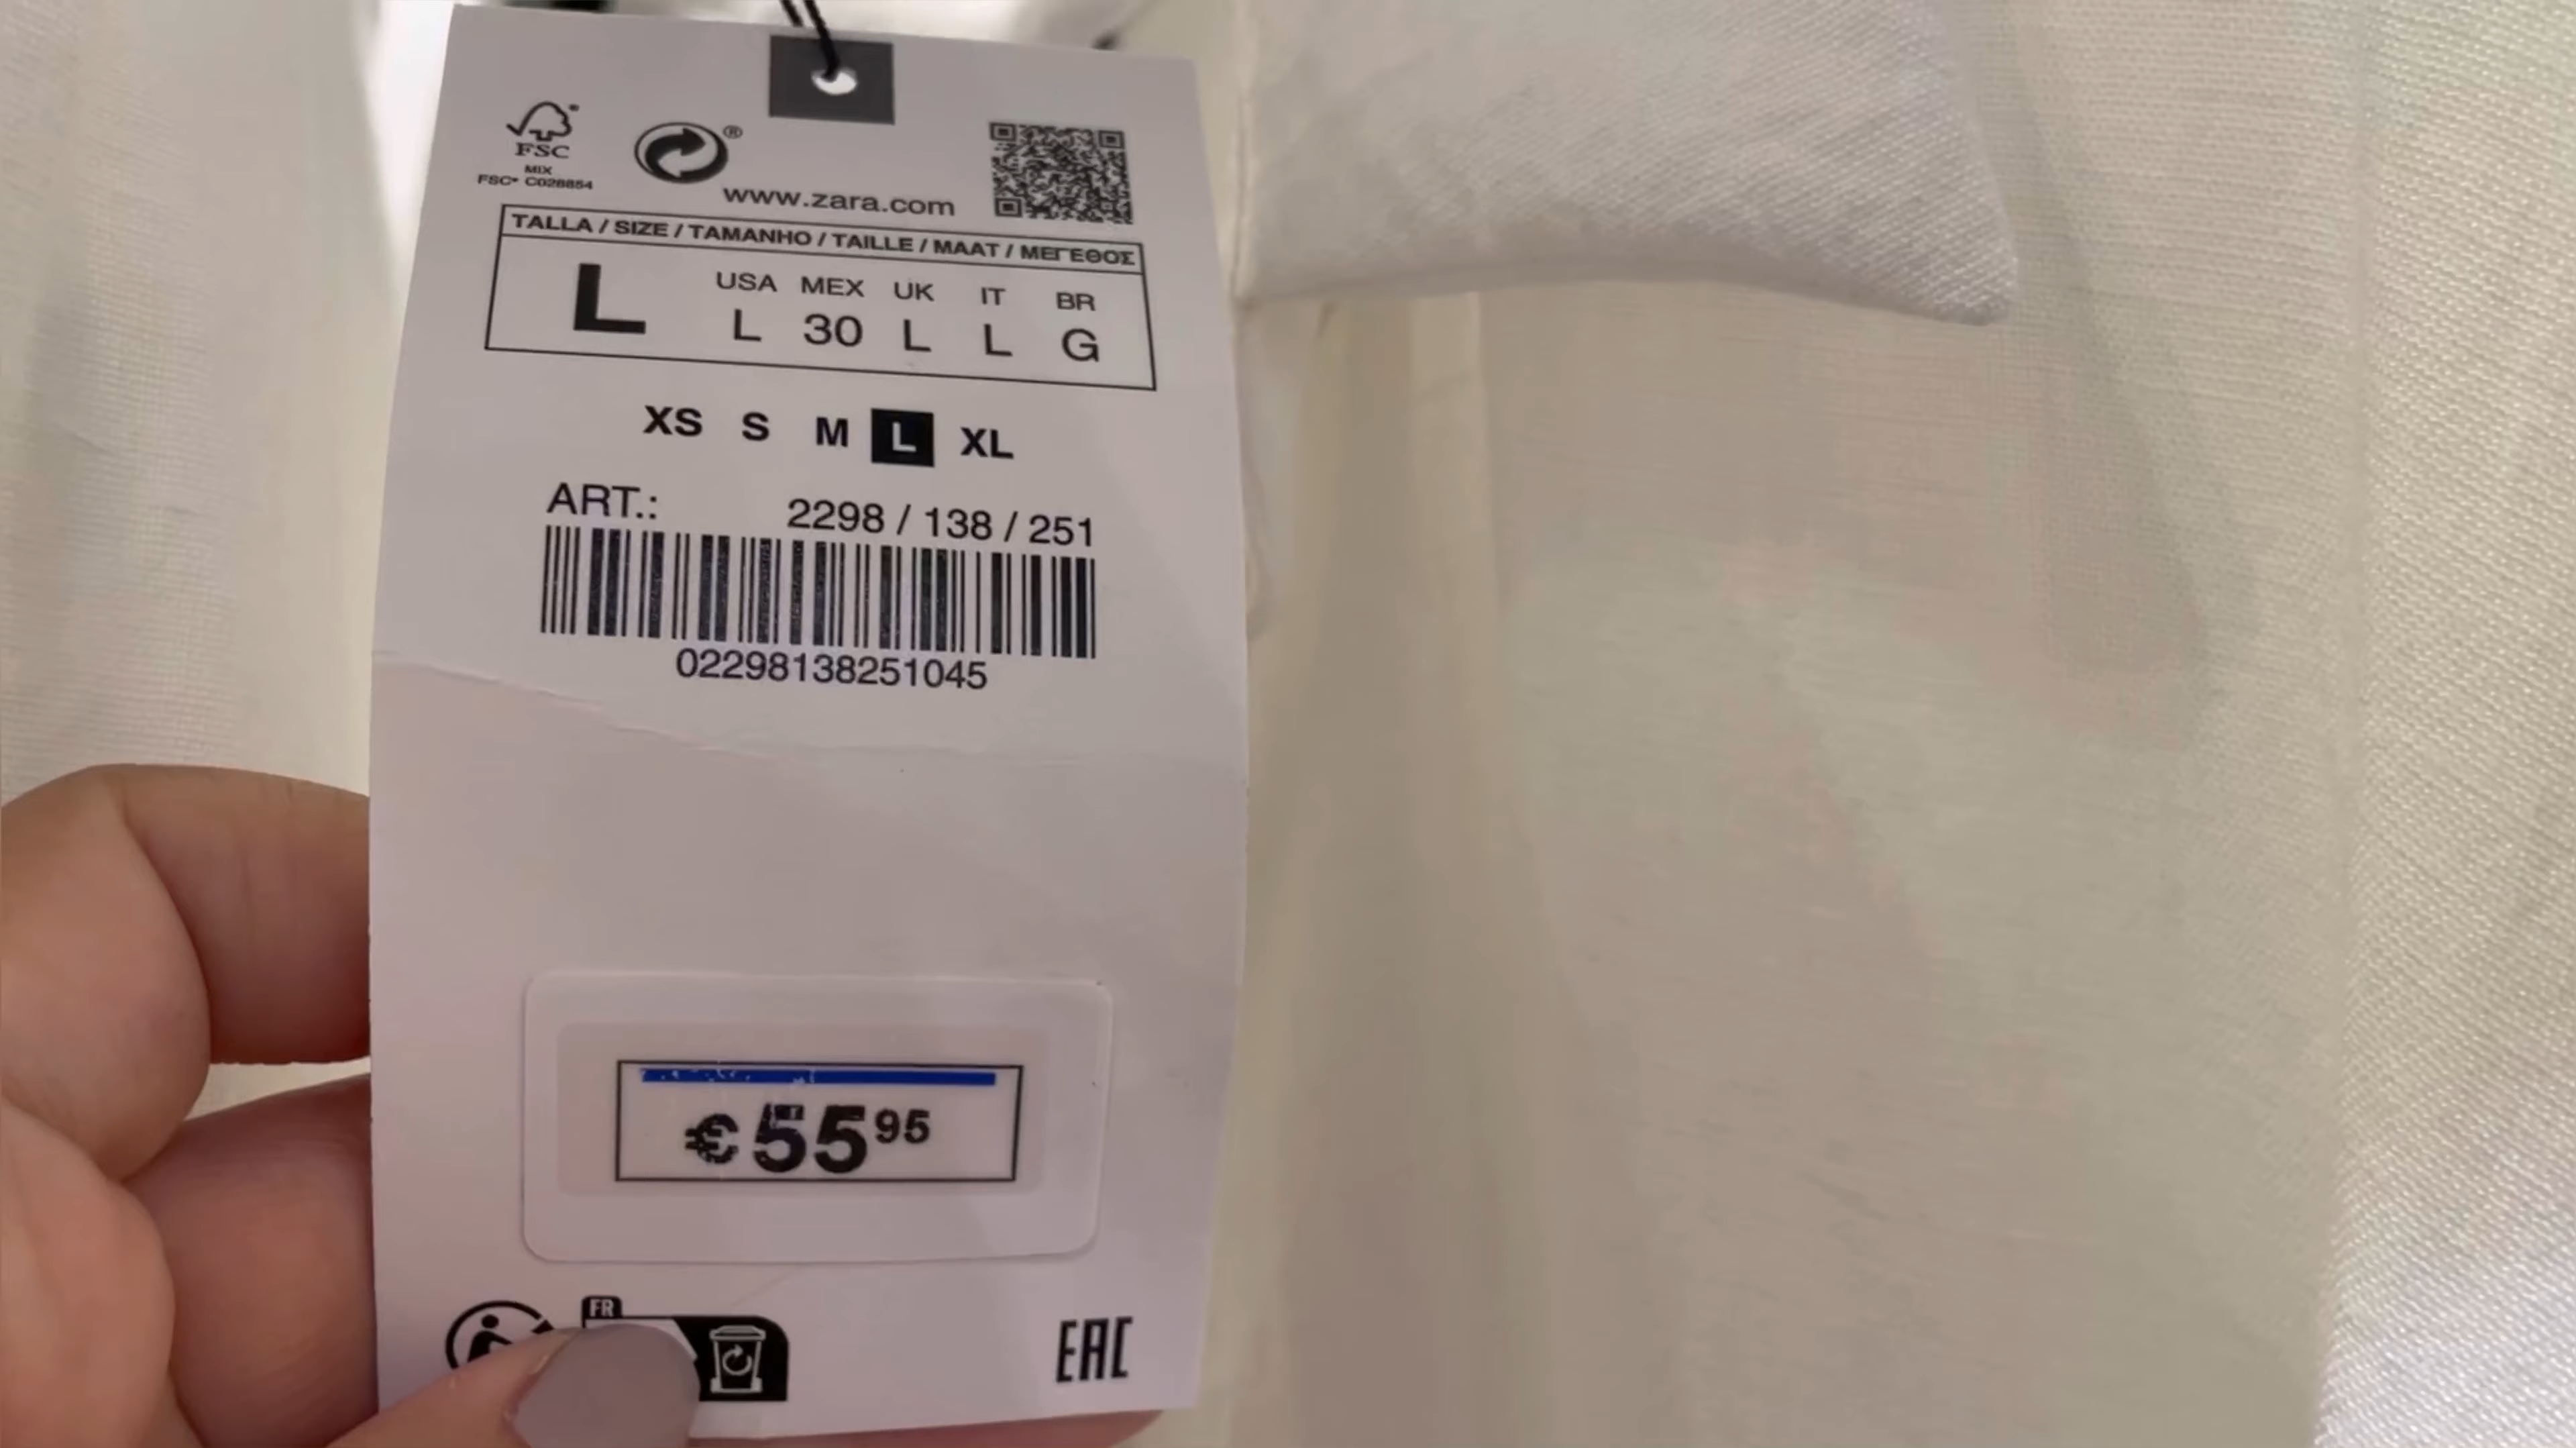 FSC
MIX
FSC® C028854
®
www.zara.com
TALLA / SIZE / TAMANHO / TAILLE / MAAT / ΜΕΓΕΘΟΣ
L
USA MEX UK IT BR
L 30 L L G
XS S M L XL
ART.: 2298 / 138 / 251
02298138251045
€ 55 95
FR
EAC